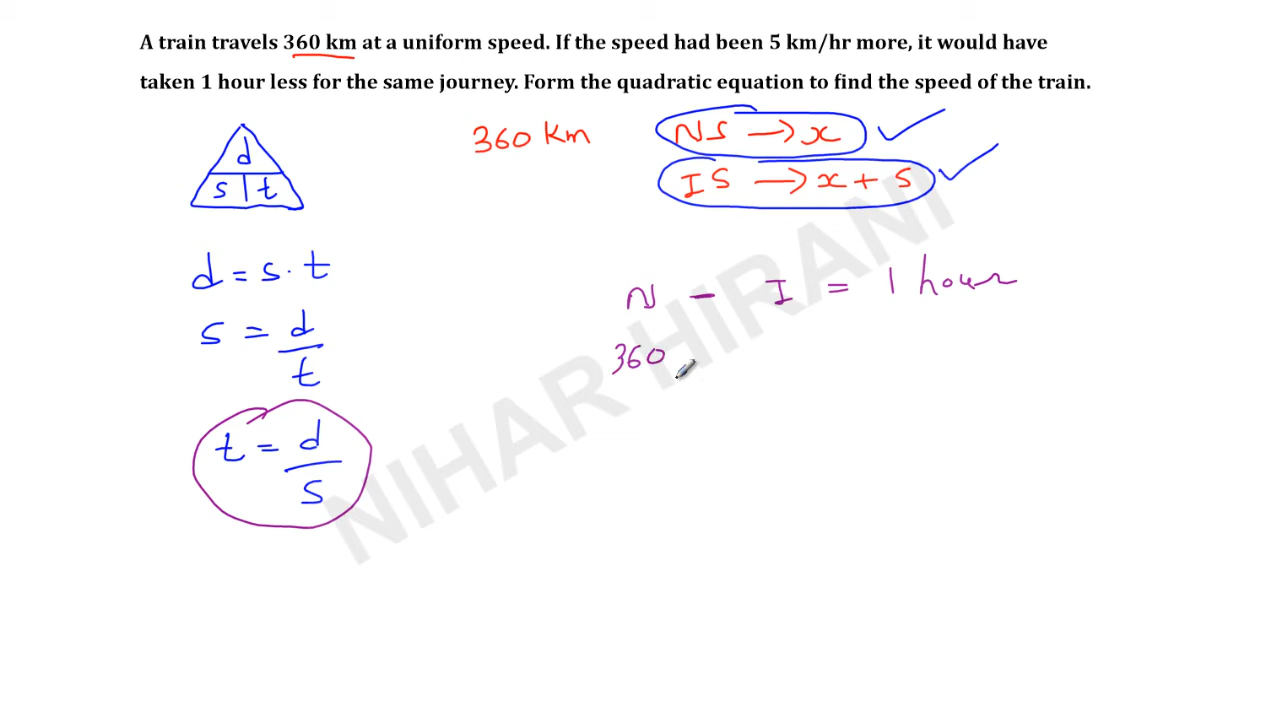 A train travels 360 km at a uniform speed. If the speed had been 5 km/hr more, it would have
taken 1 hour less for the same journey. Form the quadratic equation to find the speed of the train.
d
s t
360 Km
NS → x
IS → x + 5
d = s · t
s = d / t
t = d / s
N - I = 1 hour
360
NIHAR HIRANI